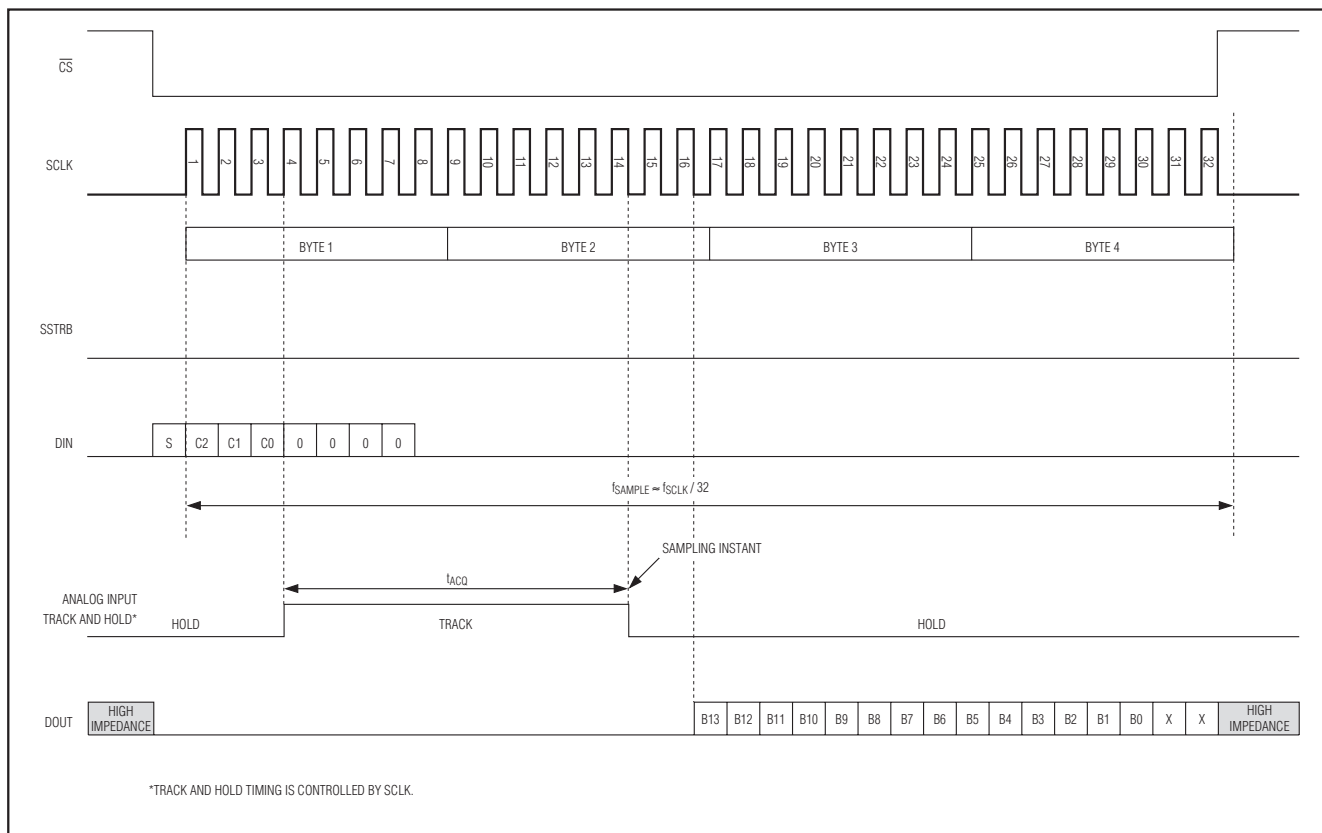 CS
SCLK
1 2 3 4 5 6 7 8 9 10 11 12 13 14 15 16 17 18 19 20 21 22 23 24 25 26 27 28 29 30 31 32
BYTE 1 BYTE 2 BYTE 3 BYTE 4
SSTRB
DIN
S C2 C1 C0 0 0 0 0
fSAMPLE ≈ fSCLK / 32
SAMPLING INSTANT
tACQ
ANALOG INPUT
TRACK AND HOLD*
HOLD TRACK HOLD
DOUT
HIGH
IMPEDANCE
B13 B12 B11 B10 B9 B8 B7 B6 B5 B4 B3 B2 B1 B0 X X
HIGH
IMPEDANCE
*TRACK AND HOLD TIMING IS CONTROLLED BY SCLK.